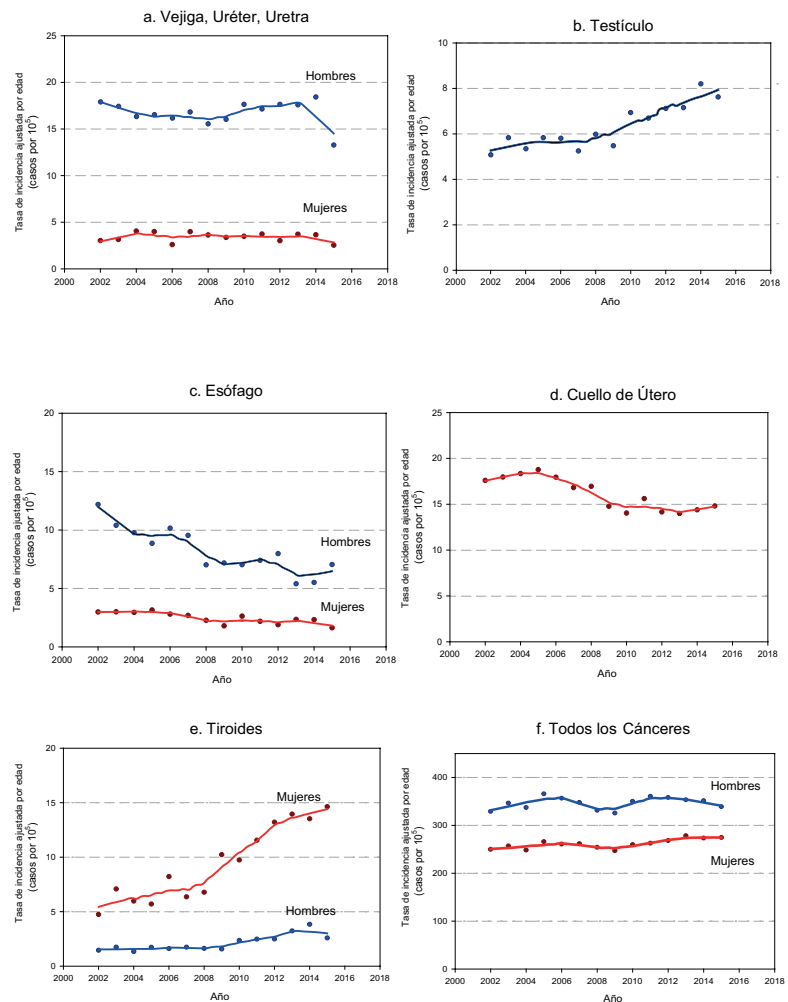 a. Vejiga, Uréter, Uretra
Tasa de incidencia ajustada por edad
(casos por 10⁵)
25
20
15
10
5
0
Hombres
Mujeres
2000 2002 2004 2006 2008 2010 2012 2014 2016 2018
Año
b. Testículo
Tasa de incidencia ajustada por edad
(casos por 10⁵)
10
8
6
4
2
0
2000 2002 2004 2006 2008 2010 2012 2014 2016 2018
Año
c. Esófago
Tasa de incidencia ajustada por edad
(casos por 10⁵)
20
15
10
5
0
Hombres
Mujeres
2000 2002 2004 2006 2008 2010 2012 2014 2016 2018
Año
d. Cuello de Útero
Tasa de incidencia ajustada por edad
(casos por 10⁵)
25
20
15
10
5
0
2000 2002 2004 2006 2008 2010 2012 2014 2016 2018
Año
e. Tiroides
Tasa de incidencia ajustada por edad
(casos por 10⁵)
20
15
10
5
0
Mujeres
Hombres
2000 2002 2004 2006 2008 2010 2012 2014 2016 2018
Año
f. Todos los Cánceres
Tasa de incidencia ajustada por edad
(casos por 10⁵)
400
300
200
100
0
Hombres
Mujeres
2000 2002 2004 2006 2008 2010 2012 2014 2016 2018
Año